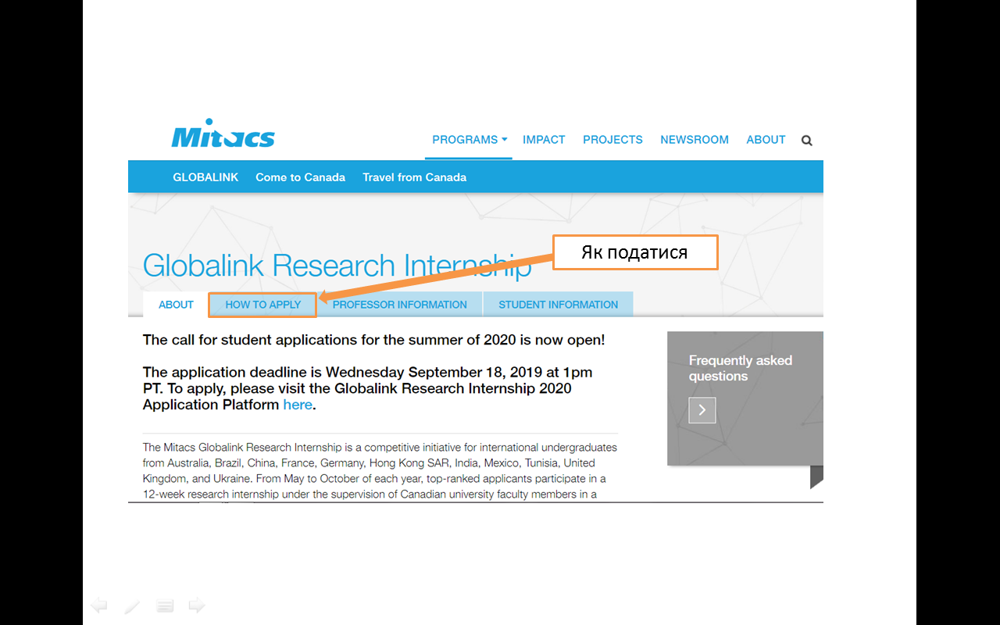 Mitacs
PROGRAMS IMPACT PROJECTS NEWSROOM ABOUT
GLOBALINK Come to Canada Travel from Canada
Як податися
Globalink Research Internship
ABOUT HOW TO APPLY PROFESSOR INFORMATION STUDENT INFORMATION
The call for student applications for the summer of 2020 is now open!
The application deadline is Wednesday September 18, 2019 at 1pm
PT. To apply, please visit the Globalink Research Internship 2020
Application Platform here.
Frequently asked
questions
The Mitacs Globalink Research Internship is a competitive initiative for international undergraduates
from Australia, Brazil, China, France, Germany, Hong Kong SAR, India, Mexico, Tunisia, United
Kingdom, and Ukraine. From May to October of each year, top-ranked applicants participate in a
12-week research internship under the supervision of Canadian university faculty members in a